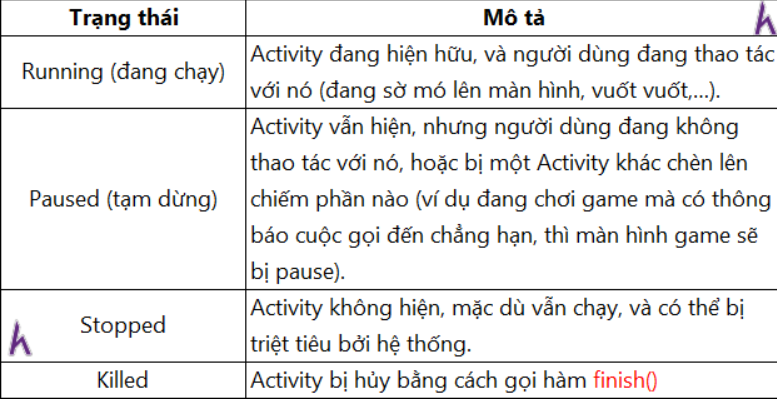 Trạng thái
Mô tả
Running (đang chạy)
Activity đang hiện hữu, và người dùng đang thao tác
với nó (đang sờ mó lên màn hình, vuốt vuốt,...).
Paused (tạm dừng)
Activity vẫn hiện, nhưng người dùng đang không
thao tác với nó, hoặc bị một Activity khác chèn lên
chiếm phần nào (ví dụ đang chơi game mà có thông
báo cuộc gọi đến chẳng hạn, thì màn hình game sẽ
bị pause).
Stopped
Activity không hiện, mặc dù vẫn chạy, và có thể bị
triệt tiêu bởi hệ thống.
Killed
Activity bị hủy bằng cách gọi hàm finish()